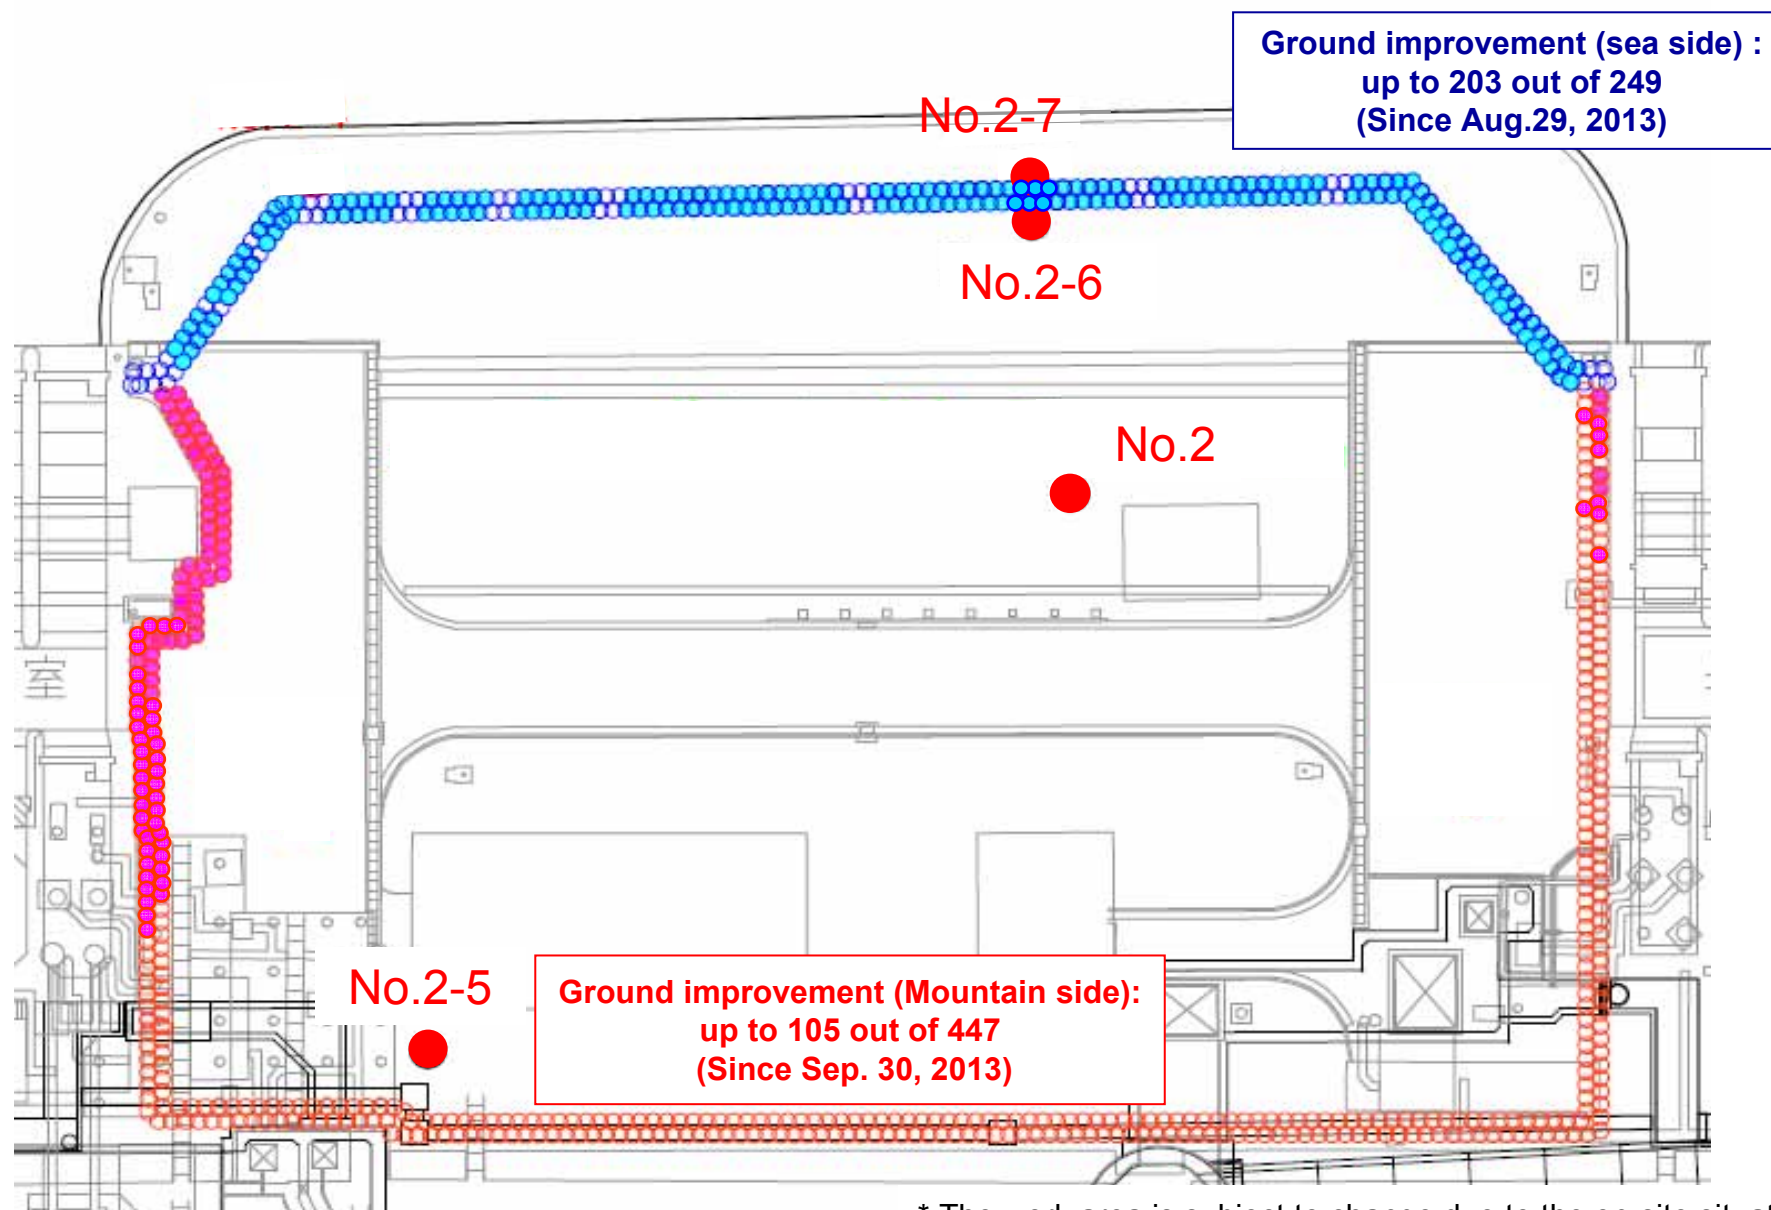 Ground improvement (sea side) :
up to 203 out of 249
(Since Aug.29, 2013)
No.2-7
No.2-6
No.2
室
No.2-5
Ground improvement (Mountain side):
up to 105 out of 447
(Since Sep. 30, 2013)